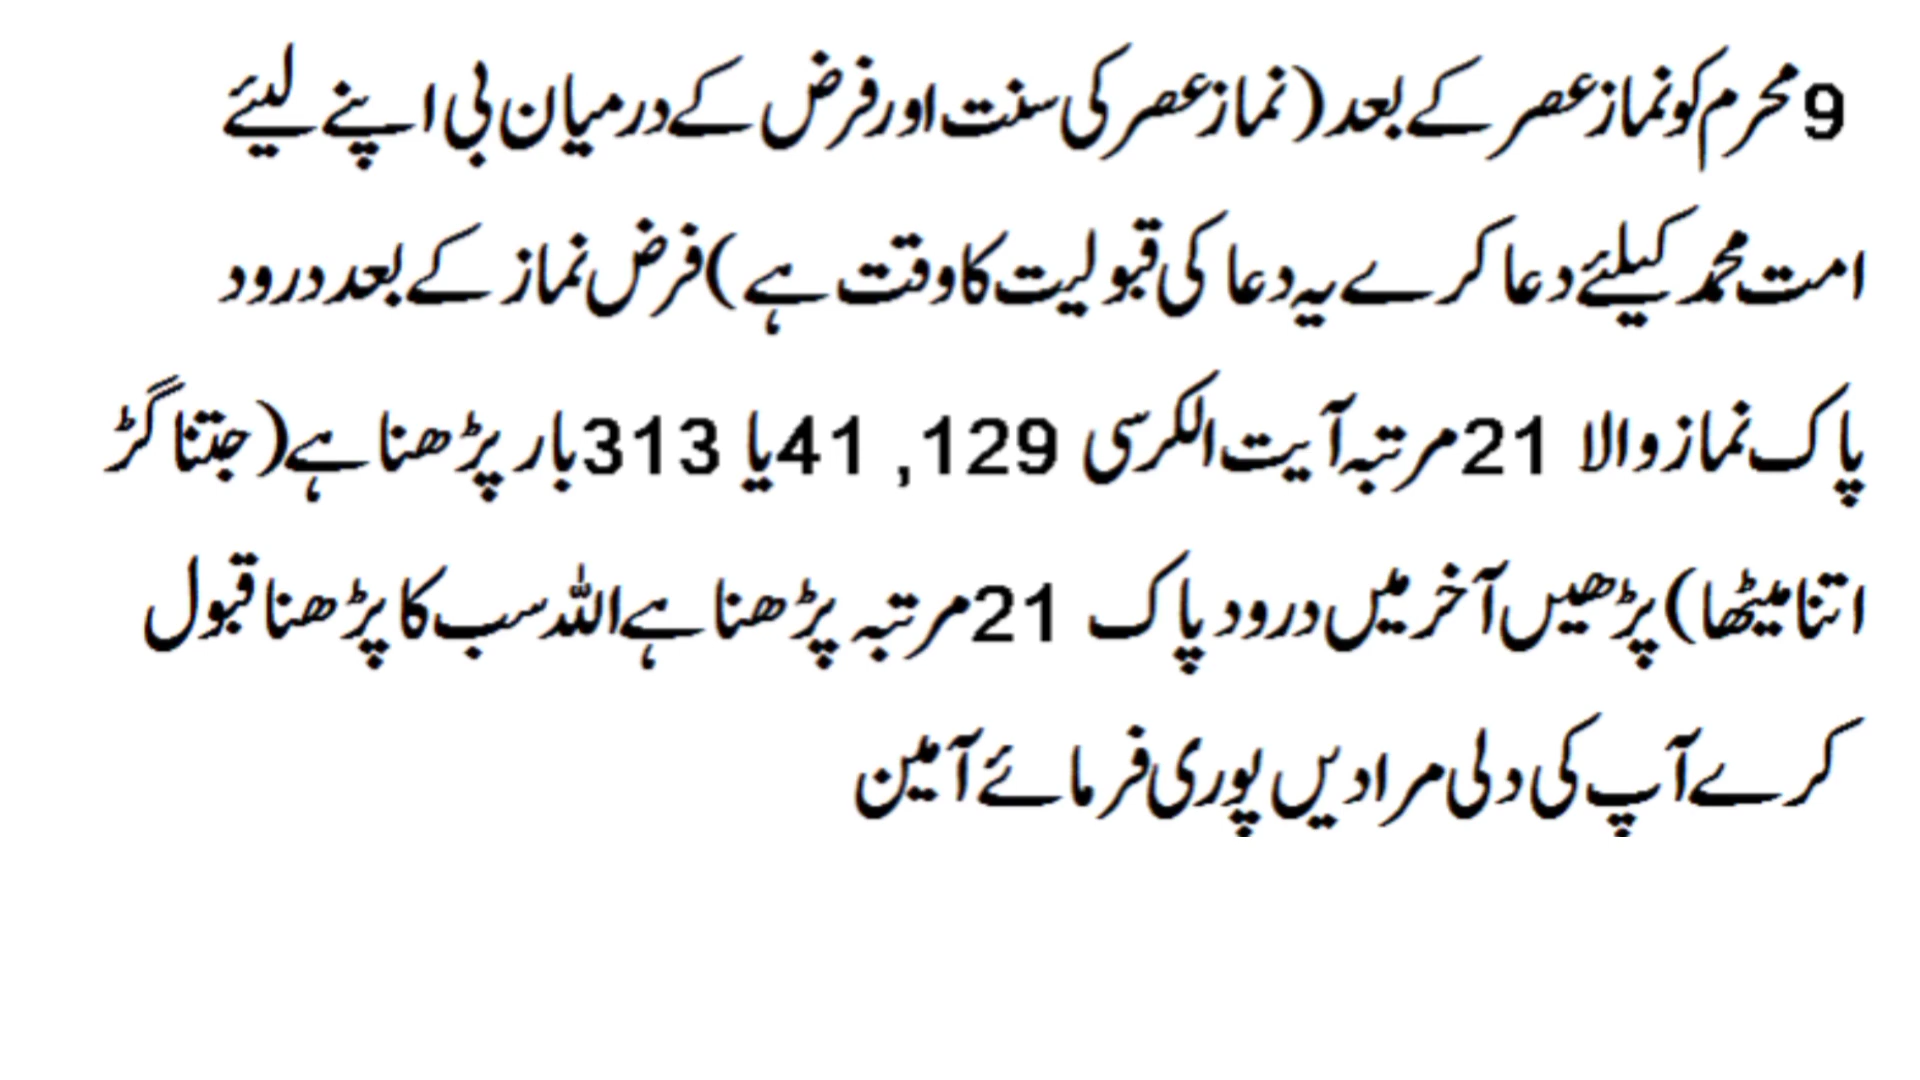 9 محرم کو نماز عصر کے بعد (نماز عصر کی سنت اور فرض کے درمیان بی اپنے لیئے
امت محمد کیلئے دعا کرے یہ دعا کی قبولیت کا وقت ہے) فرض نماز کے بعد درود
پاک نماز والا 21 مرتبہ آیت الکرسی 129, 41 یا 313 بار پڑھنا ہے (جتنا گڑ
اتنا میٹھا) پڑھیں آخر میں درود پاک 21 مرتبہ پڑھنا ہے اللہ سب کا پڑھنا قبول
کرے آپ کی دلی مرادیں پوری فرمائے آمین